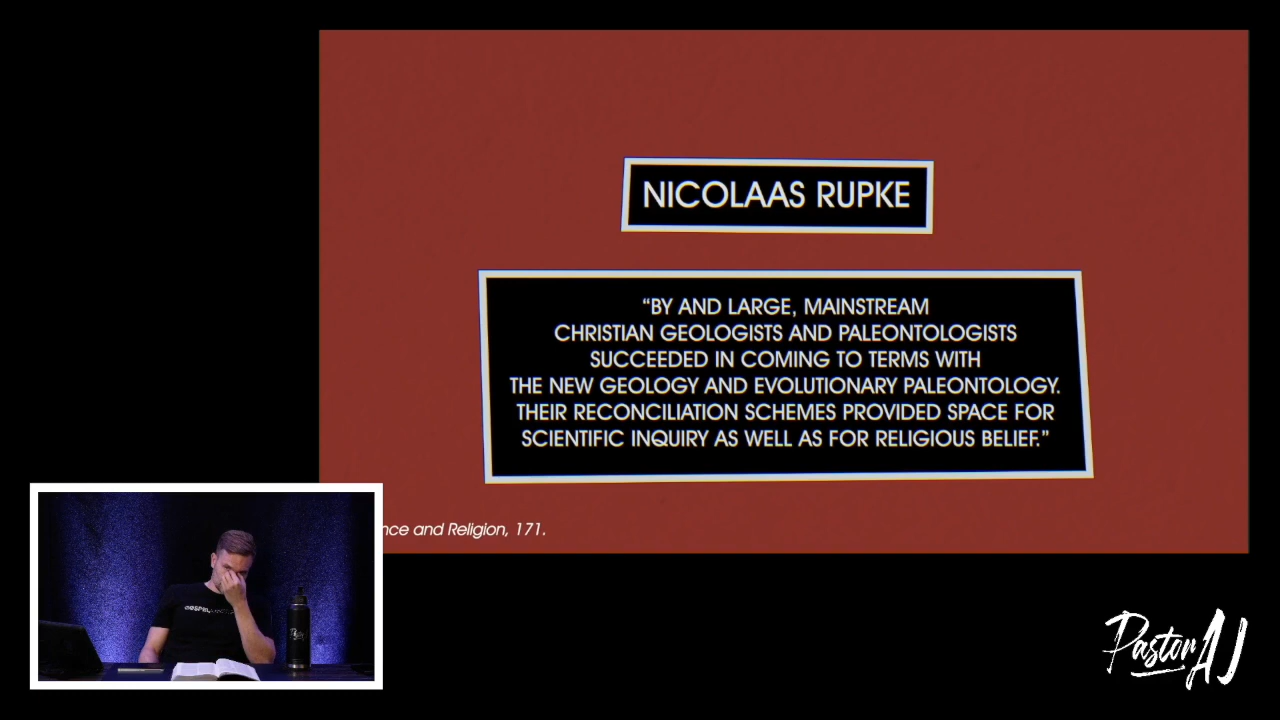 NICOLAAS RUPKE
“BY AND LARGE, MAINSTREAM
CHRISTIAN GEOLOGISTS AND PALEONTOLOGISTS
SUCCEEDED IN COMING TO TERMS WITH
THE NEW GEOLOGY AND EVOLUTIONARY PALEONTOLOGY.
THEIR RECONCILIATION SCHEMES PROVIDED SPACE FOR
SCIENTIFIC INQUIRY AS WELL AS FOR RELIGIOUS BELIEF.”
and Religion, 171.
Pastor AJ